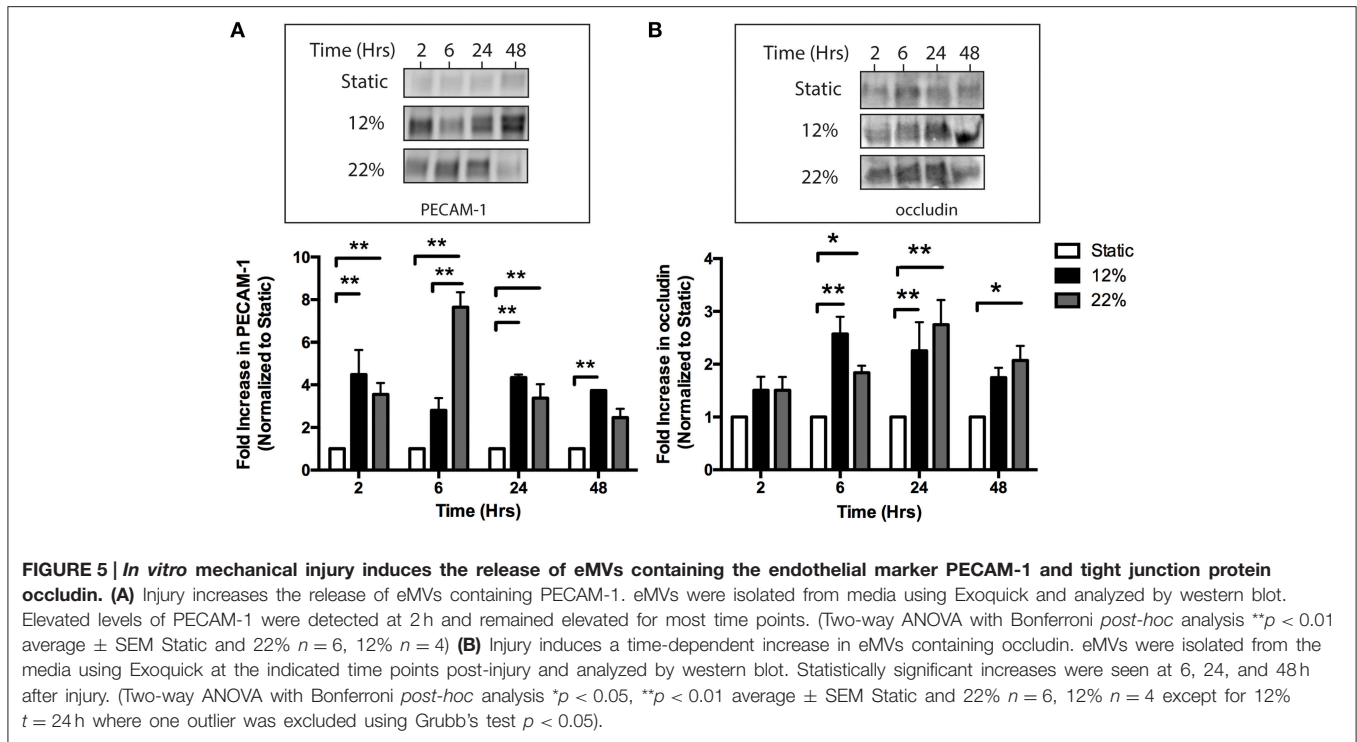 A
Time (Hrs) 2 6 24 48
Static
12%
22%
PECAM-1
B
Time (Hrs) 2 6 24 48
Static
12%
22%
occludin
Fold Increase in PECAM-1
(Normalized to Static)
10
8
6
4
2
0
** ** ** ** ** ** **
2 6 24 48
Time (Hrs)
Fold Increase in occludin
(Normalized to Static)
4
3
2
1
0
* ** ** ** *
2 6 24 48
Time (Hrs)
Static
12%
22%
FIGURE 5 | In vitro mechanical injury induces the release of eMVs containing the endothelial marker PECAM-1 and tight junction protein
occludin. (A) Injury increases the release of eMVs containing PECAM-1. eMVs were isolated from media using Exoquick and analyzed by western blot.
Elevated levels of PECAM-1 were detected at 2 h and remained elevated for most time points. (Two-way ANOVA with Bonferroni post-hoc analysis **p < 0.01
average ± SEM Static and 22% n = 6, 12% n = 4) (B) Injury induces a time-dependent increase in eMVs containing occludin. eMVs were isolated from the
media using Exoquick at the indicated time points post-injury and analyzed by western blot. Statistically significant increases were seen at 6, 24, and 48 h
after injury. (Two-way ANOVA with Bonferroni post-hoc analysis *p < 0.05, **p < 0.01 average ± SEM Static and 22% n = 6, 12% n = 4 except for 12%
t = 24 h where one outlier was excluded using Grubb's test p < 0.05).